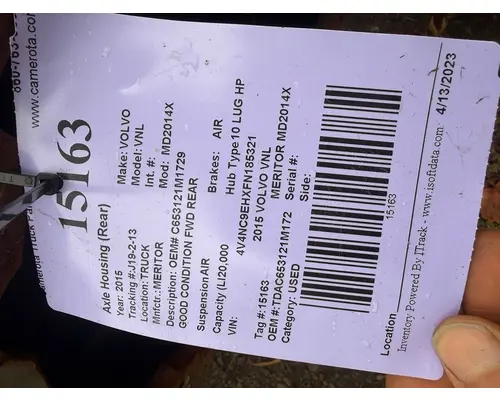 860-763-
www.camerota.com
15163
Axle Housing (Rear)
Year: 2015 Make: VOLVO
Tracking #:J19-2-13 Model: VNL
Location: TRUCK Int. #:
Mnfctr.: MERITOR Mod: MD2014X
Description: OEM# C653121M1729
GOOD CONDITION FWD REAR
Suspension AIR Brakes: AIR
Capacity (L)20,000 Hub Type 10 LUG HP
VIN: 4V4NC9EHXFN185321
2015 VOLVO VNL
Tag #:15163 MERITOR MD2014X
OEM #:TDAC653121M172 Serial #:
Category: USED Side:
15163
Location
Inventory Powered By ITrack - www.isoftdata.com 4/13/2023